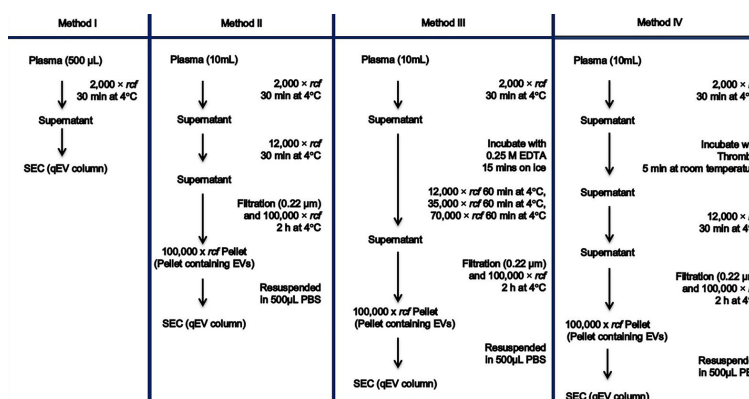 Method I
Plasma (500 µL)
2,000 × rcf
30 min at 4°C
Supernatant
SEC (qEV column)
Method II
Plasma (10mL)
2,000 × rcf
30 min at 4°C
Supernatant
12,000 × rcf
30 min at 4°C
Supernatant
Filtration (0.22 µm)
and 100,000 × rcf
2 h at 4°C
100,000 x rcf Pellet
(Pellet containing EVs)
Resuspended
in 500µL PBS
SEC (qEV column)
Method III
Plasma (10mL)
2,000 × rcf
30 min at 4°C
Supernatant
Incubate with
0.25 M EDTA
15 mins on ice
12,000 × rcf 60 min at 4°C,
35,000 × rcf 60 min at 4°C,
70,000 × rcf 60 min at 4°C
Supernatant
Filtration (0.22 µm)
and 100,000 × rcf
2 h at 4°C
100,000 x rcf Pellet
(Pellet containing EVs)
Resuspended
in 500µL PBS
SEC (qEV column)
Method IV
Plasma (10mL)
2,000 ×
30 min at
Supernatant
Incubate
5 min at room
Supernatant
12,000 ×
30 min at
Supernatant
Filtration (0.22
and 100,000 ×
2 h at
100,000 x rcf Pellet
(Pellet containing EVs)
in 500µL
SEC (qEV column)